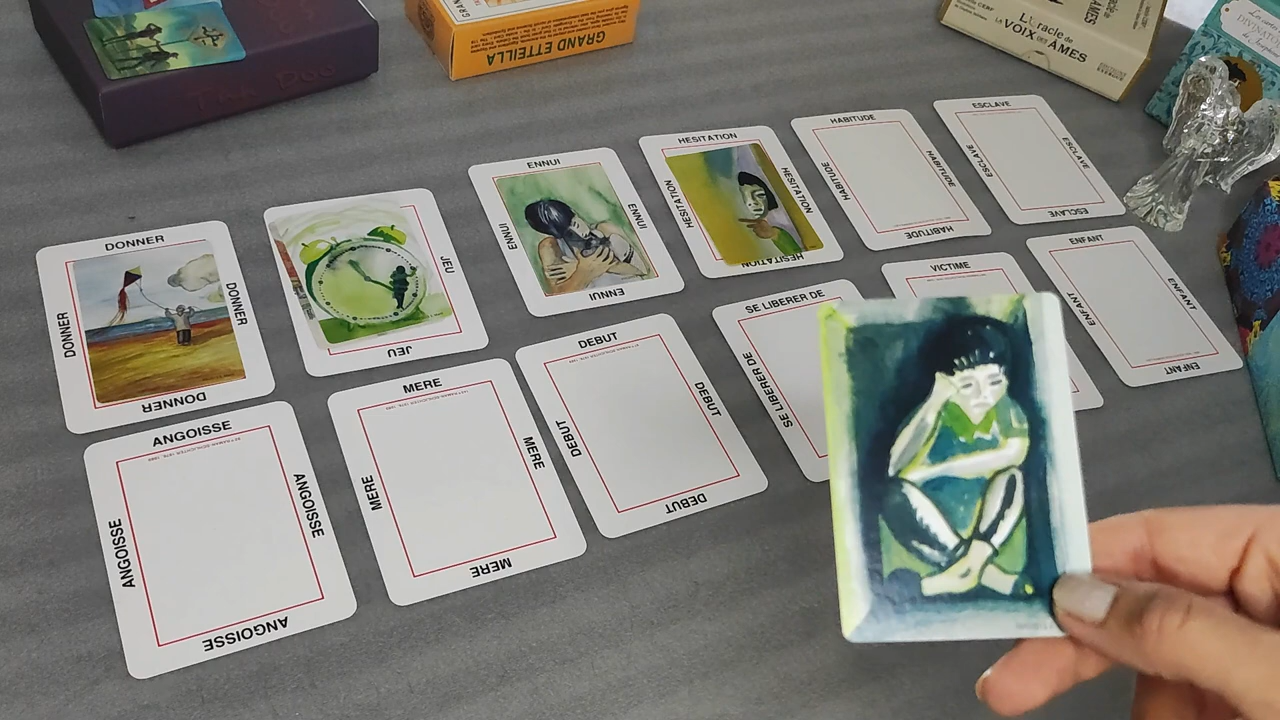 GRAND ETTEILLA
L'Oracle de
La VOIX DES ÂMES
DONNER
DONNER
DONNER
DONNER
JEU
JEU
ENNUI
ENNUI
ENNUI
ENNUI
HESITATION
HESITATION
HESITATION
HESITATION
HABITUDE
HABITUDE
HABITUDE
HABITUDE
ESCLAVE
ESCLAVE
ESCLAVE
ESCLAVE
ANGOISSE
ANGOISSE
ANGOISSE
ANGOISSE
MERE
MERE
MERE
MERE
DEBUT
DEBUT
DEBUT
DEBUT
SE LIBERER DE
SE LIBERER DE
VICTIME
ENFANT
ENFANT
ENFANT
ENFANT